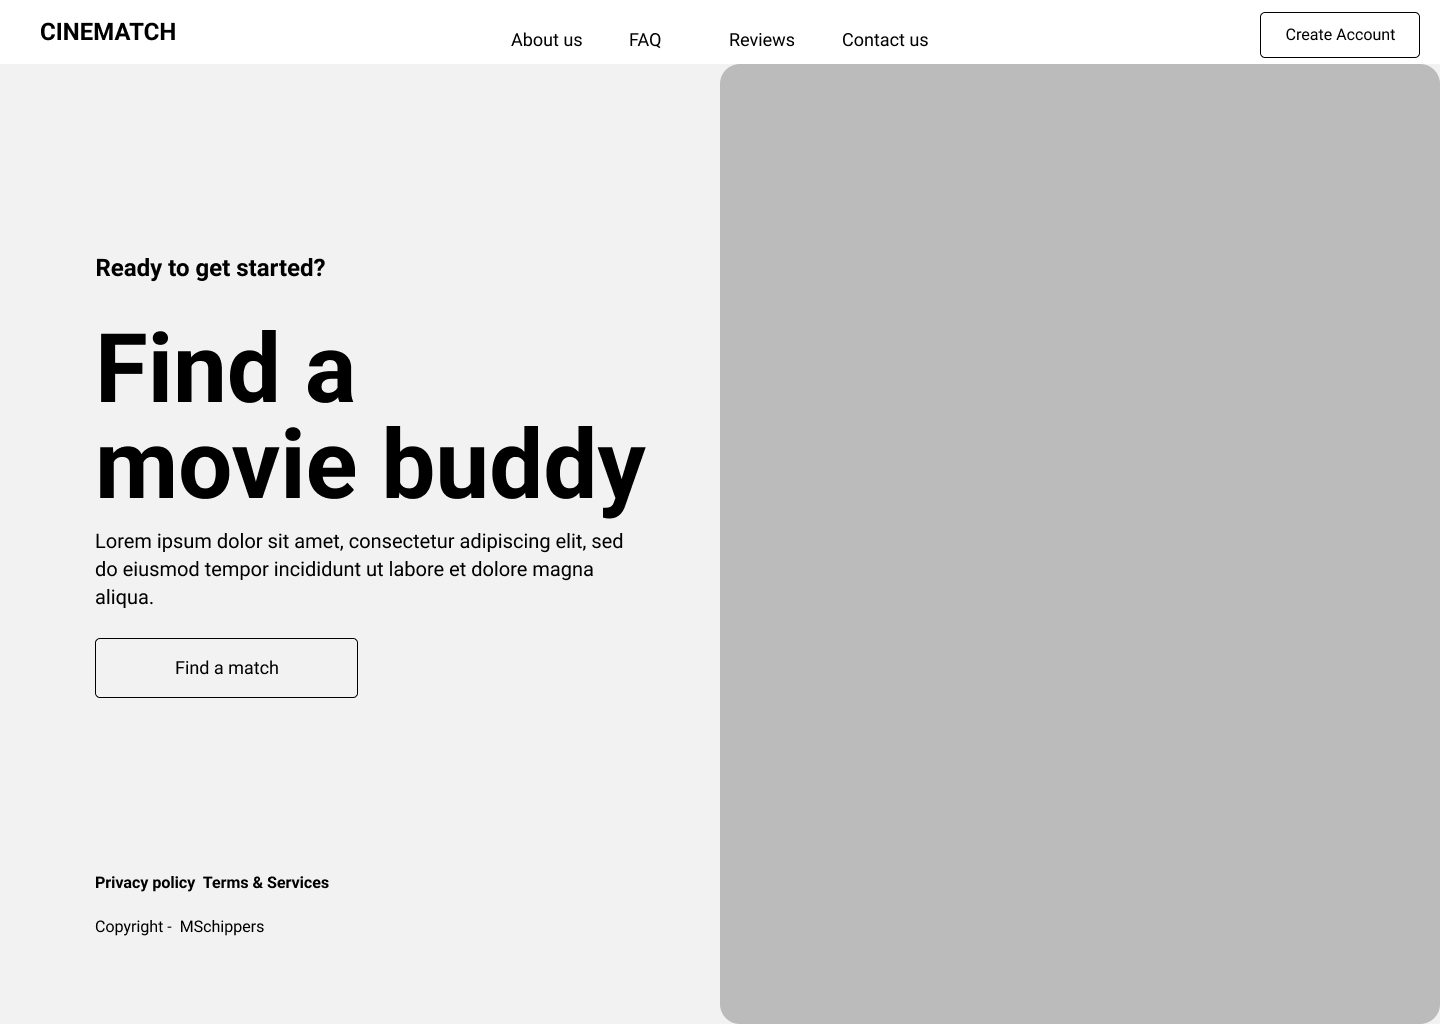 CINEMATCH
About us
FAQ
Reviews
Contact us
Create Account
Ready to get started?
Find a
movie buddy
Lorem ipsum dolor sit amet, consectetur adipiscing elit, sed
do eiusmod tempor incididunt ut labore et dolore magna
aliqua.
Find a match
Privacy policy  Terms & Services
Copyright -  MSchippers